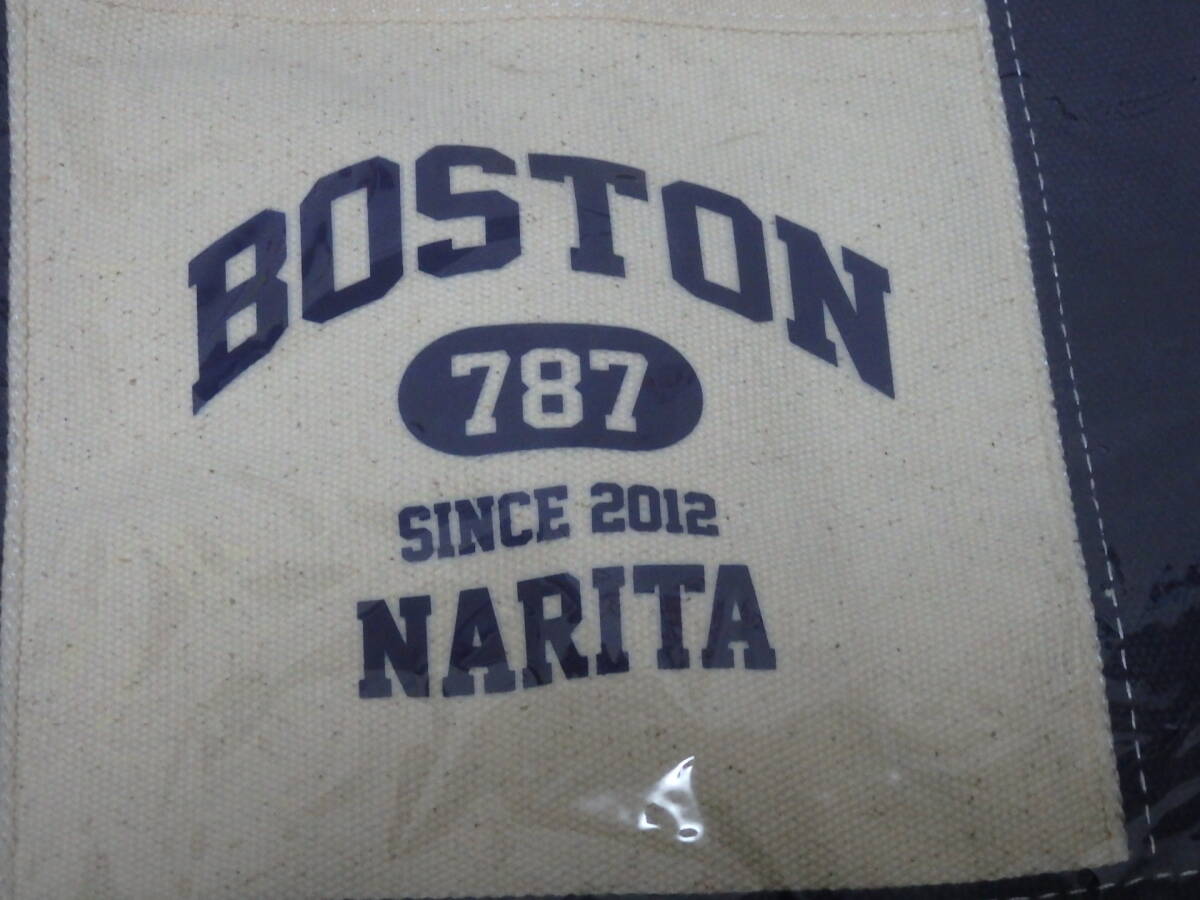 BOSTON
787
SINCE 2012
NARITA